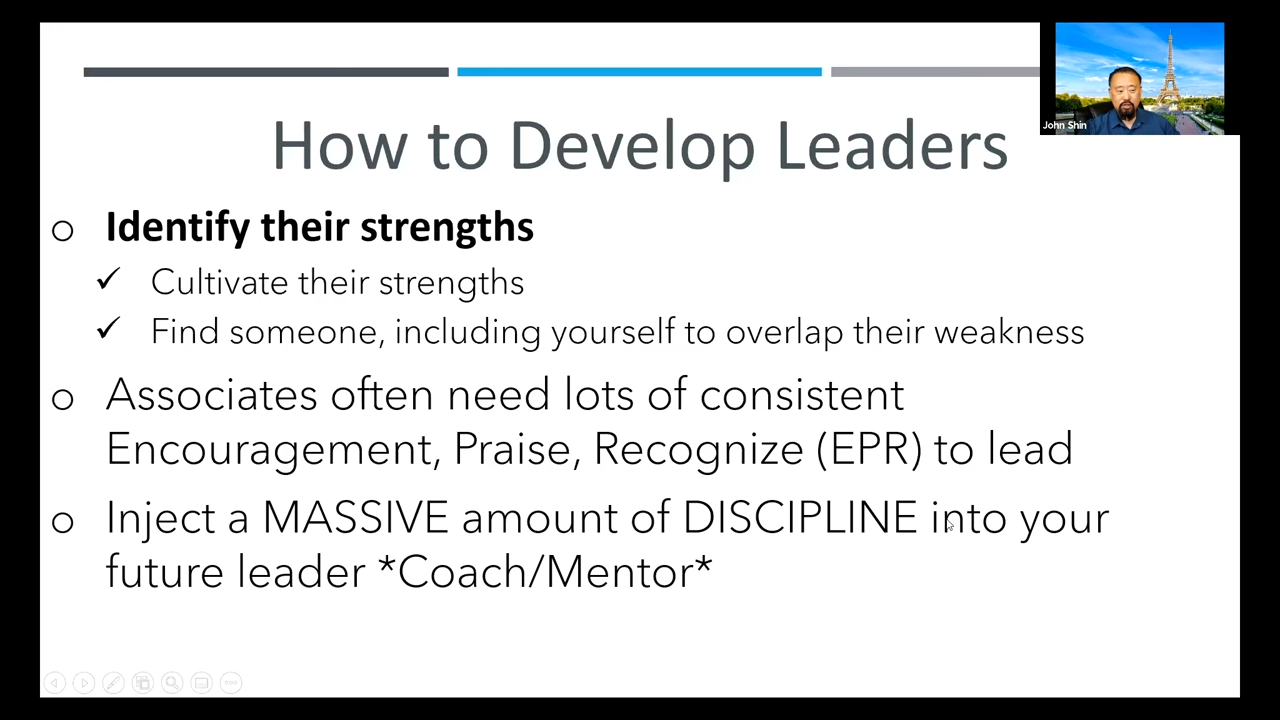 John Shin
How to Develop Leaders
o Identify their strengths
✓ Cultivate their strengths
✓ Find someone, including yourself to overlap their weakness
o Associates often need lots of consistent
Encouragement, Praise, Recognize (EPR) to lead
o Inject a MASSIVE amount of DISCIPLINE into your
future leader *Coach/Mentor*